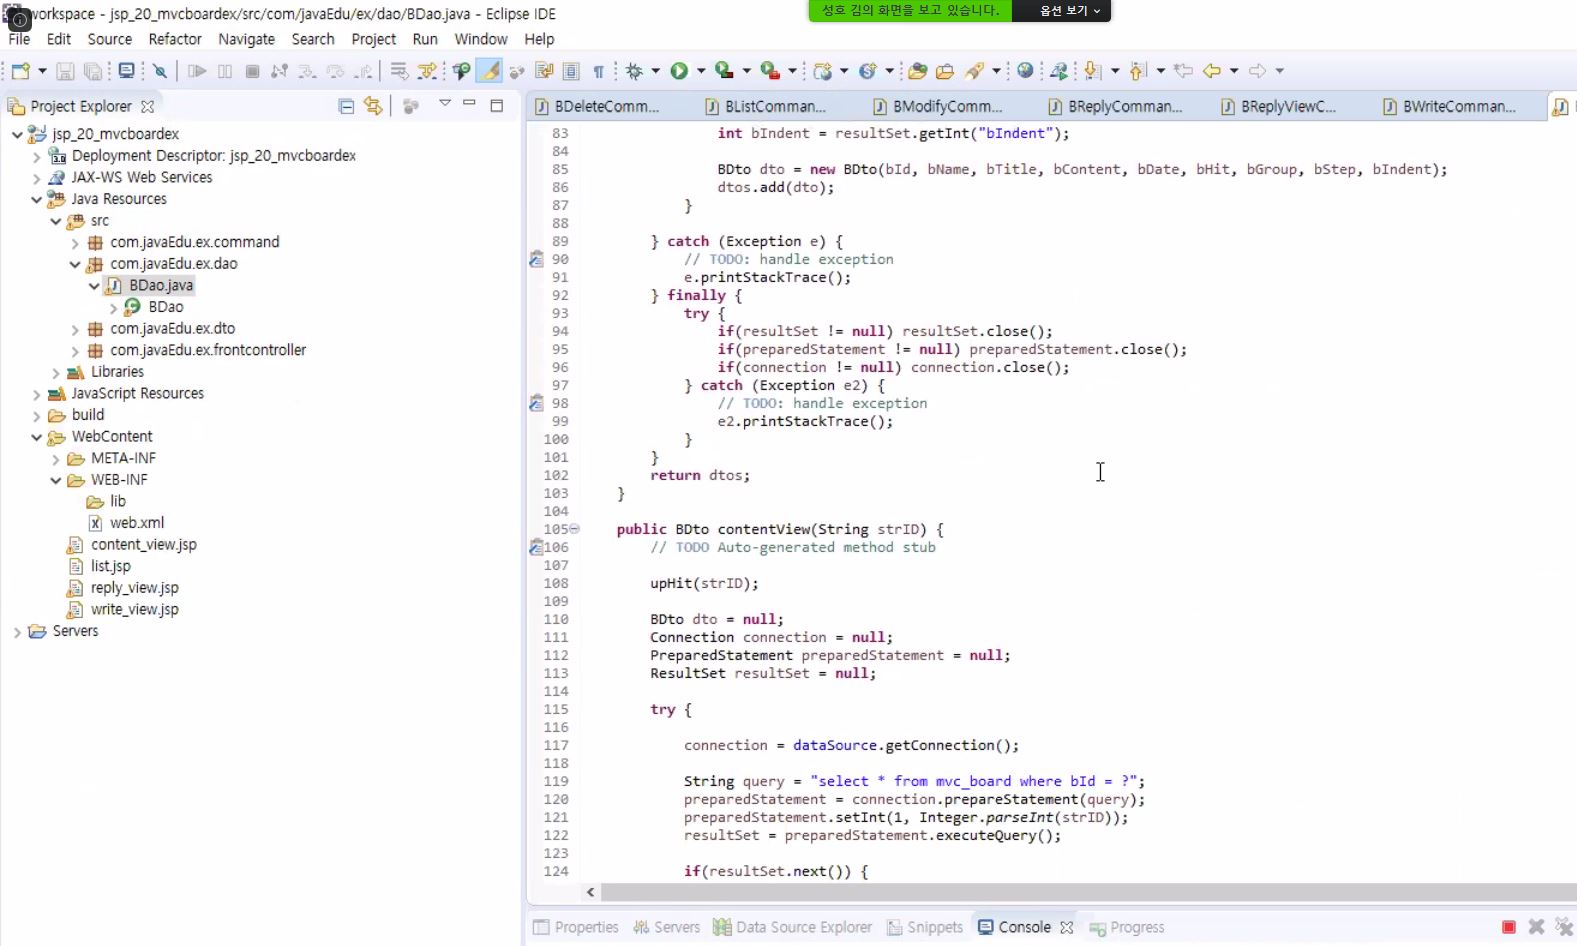 workspace - jsp_20_mvcboardex/src/com/javaEdu/ex/dao/BDao.java - Eclipse IDE
성호 김의 화면을 보고 있습니다. 옵션 보기
File Edit Source Refactor Navigate Search Project Run Window Help
Project Explorer
BDeleteComm... BListComman... BModifyComm... BReplyComman... BReplyViewC... BWriteComman...
jsp_20_mvcboardex
Deployment Descriptor: jsp_20_mvcboardex
JAX-WS Web Services
Java Resources
src
com.javaEdu.ex.command
com.javaEdu.ex.dao
BDao.java
BDao
com.javaEdu.ex.dto
com.javaEdu.ex.frontcontroller
Libraries
JavaScript Resources
build
WebContent
META-INF
WEB-INF
lib
web.xml
content_view.jsp
list.jsp
reply_view.jsp
write_view.jsp
Servers
83 int bIndent = resultSet.getInt("bIndent");
84
85 BDto dto = new BDto(bId, bName, bTitle, bContent, bDate, bHit, bGroup, bStep, bIndent);
86 dtos.add(dto);
87 }
88
89 } catch (Exception e) {
90 // TODO: handle exception
91 e.printStackTrace();
92 } finally {
93 try {
94 if(resultSet != null) resultSet.close();
95 if(preparedStatement != null) preparedStatement.close();
96 if(connection != null) connection.close();
97 } catch (Exception e2) {
98 // TODO: handle exception
99 e2.printStackTrace();
100 }
101 }
102 return dtos;
103 }
104
105 public BDto contentView(String strID) {
106 // TODO Auto-generated method stub
107
108 upHit(strID);
109
110 BDto dto = null;
111 Connection connection = null;
112 PreparedStatement preparedStatement = null;
113 ResultSet resultSet = null;
114
115 try {
116
117 connection = dataSource.getConnection();
118
119 String query = "select * from mvc_board where bId = ?";
120 preparedStatement = connection.prepareStatement(query);
121 preparedStatement.setInt(1, Integer.parseInt(strID));
122 resultSet = preparedStatement.executeQuery();
123
124 if(resultSet.next()) {
Properties Servers Data Source Explorer Snippets Console Progress